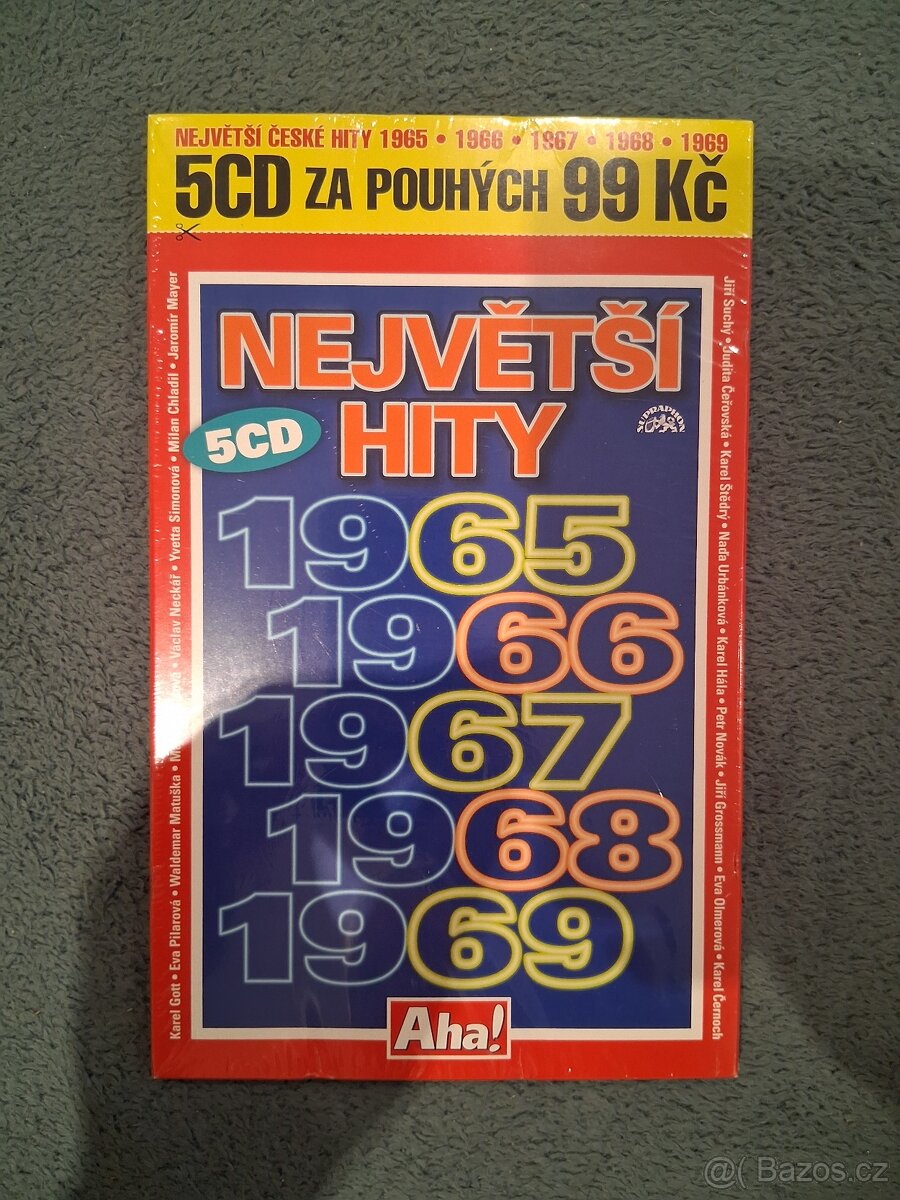 NEJVĚTŠÍ ČESKÉ HITY 1965 • 1966 • 1967 • 1968 • 1969
5CD ZA POUHÝCH 99 KČ
NEJVĚTŠÍ
HITY
5CD
SUPRAPHON
1965
1966
1967
1968
1969
Karel Gott • Eva Pilarová • Waldemar Matuška • • Václav Neckář • Yvetta Simonová • Milan Chladil • Jaromír Mayer
Jiří Suchý • Judita Čeřovská • Karel Štědrý • Naďa Urbánková • Karel Hála • Petr Novák • Jiří Grossmann • Eva Olmerová • Karel Černoch
Aha!
@( Bazos.cz